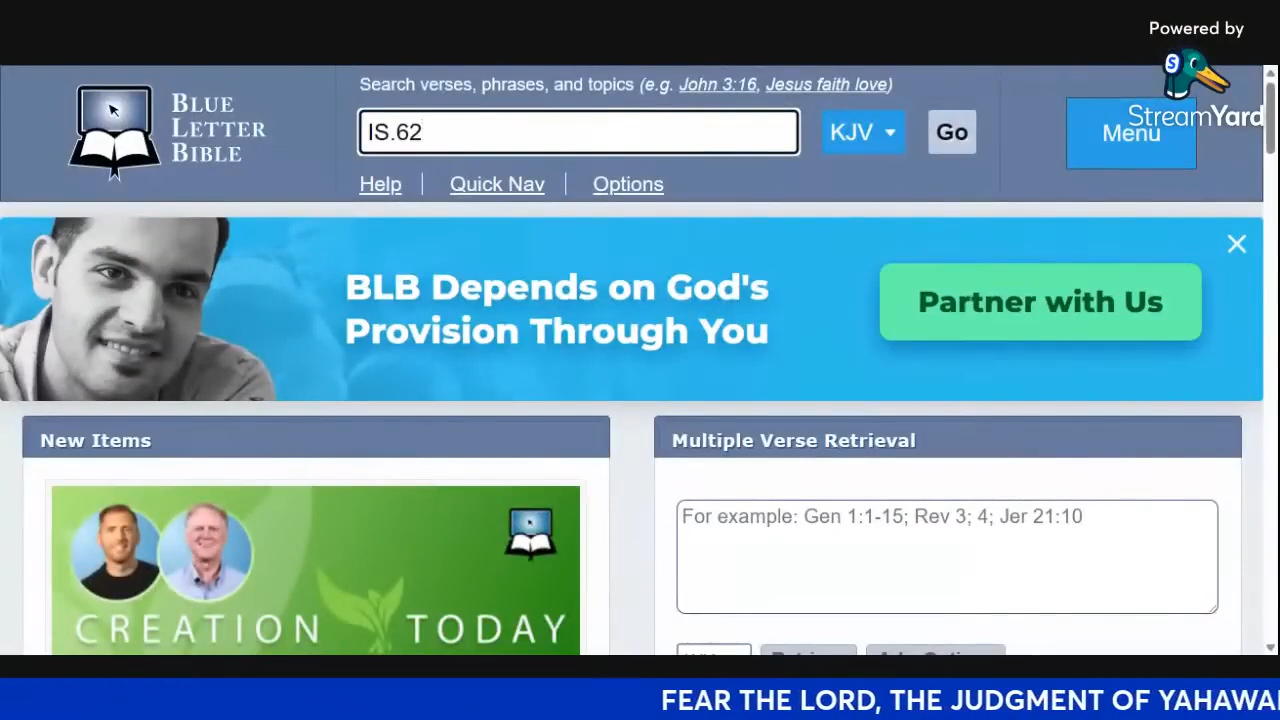 Powered by
StreamYard
Search verses, phrases, and topics (e.g. John 3:16, Jesus faith love)
BLUE
LETTER
BIBLE
IS.62
KJV
Go
Menu
Help
Quick Nav
Options
BLB Depends on God's
Provision Through You
Partner with Us
New Items
Multiple Verse Retrieval
For example: Gen 1:1-15; Rev 3; 4; Jer 21:10
CREATION TODAY
FEAR THE LORD, THE JUDGMENT OF YAHAWA